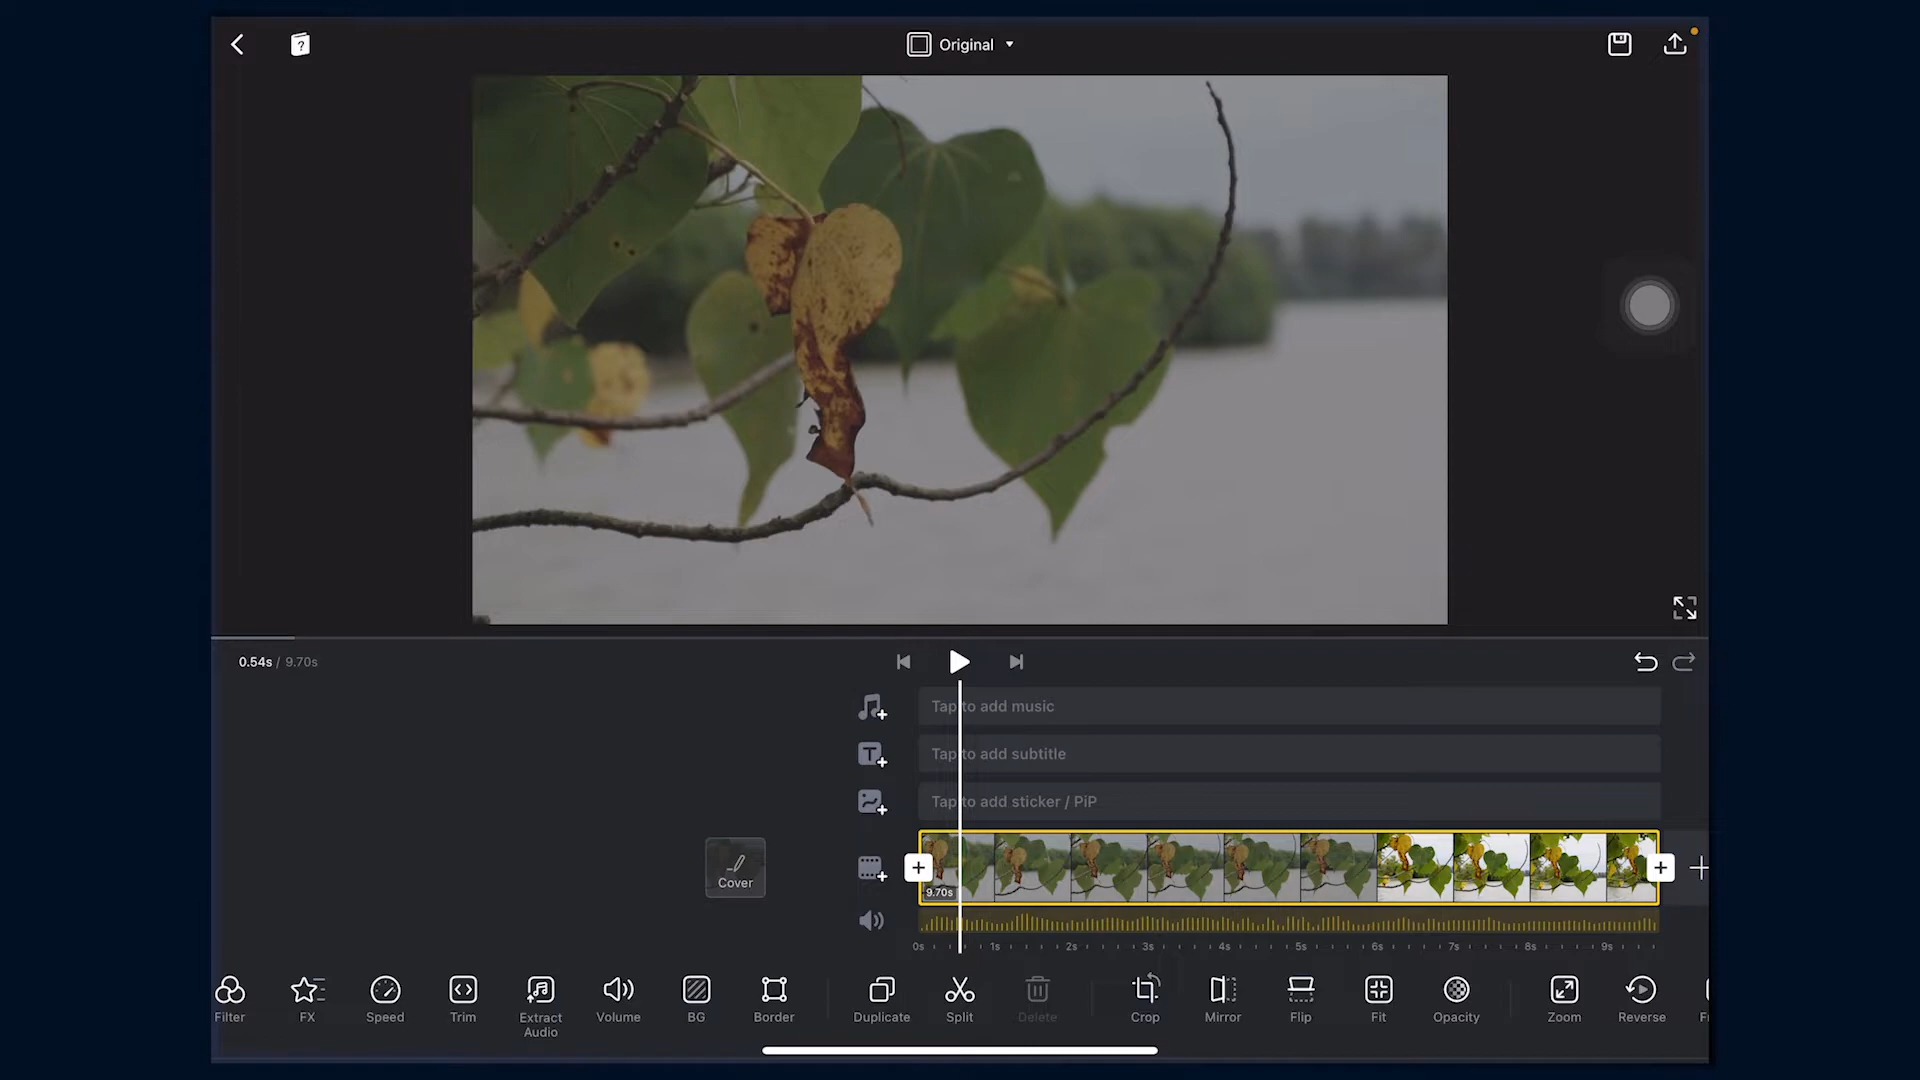 Original
0.54s / 9.70s
Tap to add music
Tap to add subtitle
Tap to add sticker / PiP
Cover
9.70s
0s 1s 2s 3s 4s 5s 6s 7s 8s 9s
Filter FX Speed Trim Extract Audio Volume BG Border Duplicate Split Delete Crop Mirror Flip Fit Opacity Zoom Reverse